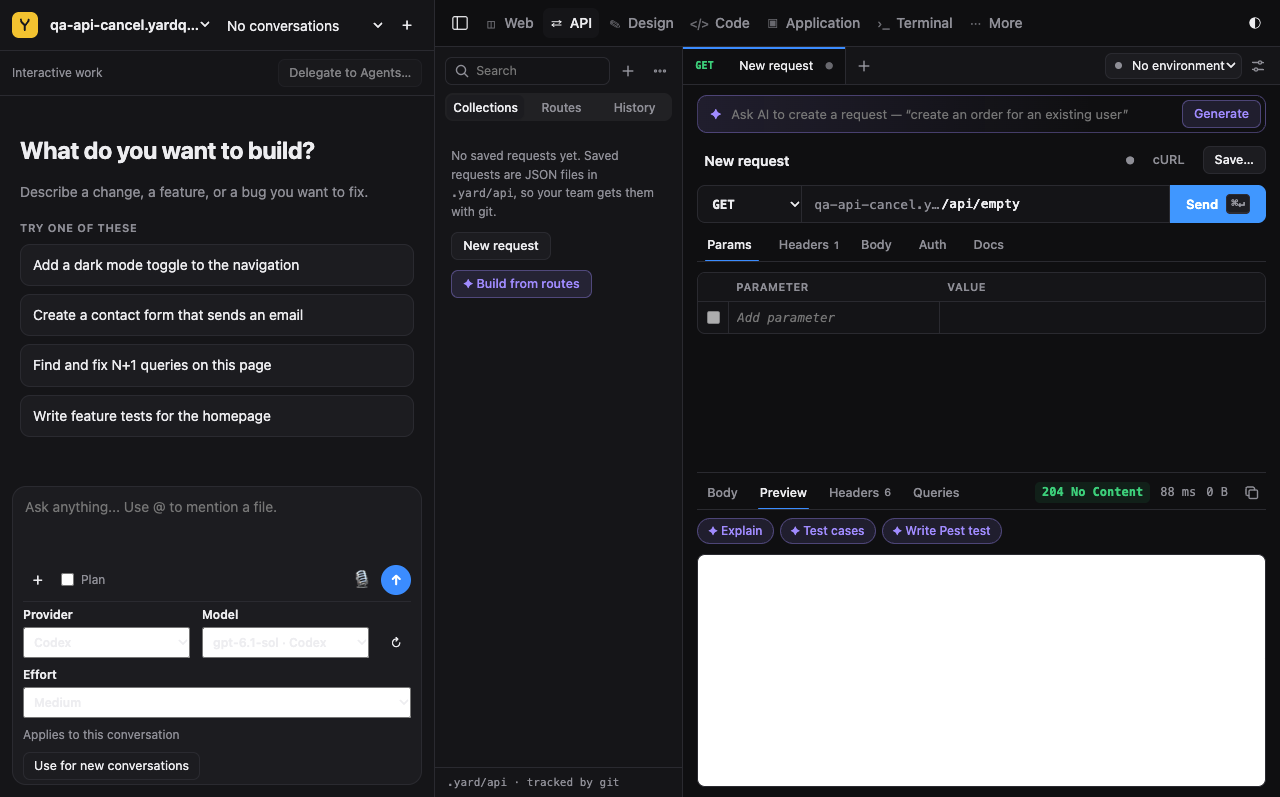 Y qa-api-cancel.yardq... No conversations +
Interactive work Delegate to Agents...
What do you want to build?
Describe a change, a feature, or a bug you want to fix.
TRY ONE OF THESE
Add a dark mode toggle to the navigation
Create a contact form that sends an email
Find and fix N+1 queries on this page
Write feature tests for the homepage
Ask anything... Use @ to mention a file.
+ Plan
Provider Model
Codex gpt-6.1-sol · Codex
Effort
Medium
Applies to this conversation
Use for new conversations
Web API Design </> Code Application >_ Terminal ... More
Search + ...
Collections Routes History
No saved requests yet. Saved
requests are JSON files in
.yard/api, so your team gets them
with git.
New request
Build from routes
.yard/api · tracked by git
GET New request + No environment
Ask AI to create a request — “create an order for an existing user” Generate
New request cURL Save...
GET qa-api-cancel.y…/api/empty Send ⌘↵
Params Headers 1 Body Auth Docs
PARAMETER VALUE
Add parameter
Body Preview Headers 6 Queries 204 No Content 88 ms 0 B
Explain Test cases Write Pest test